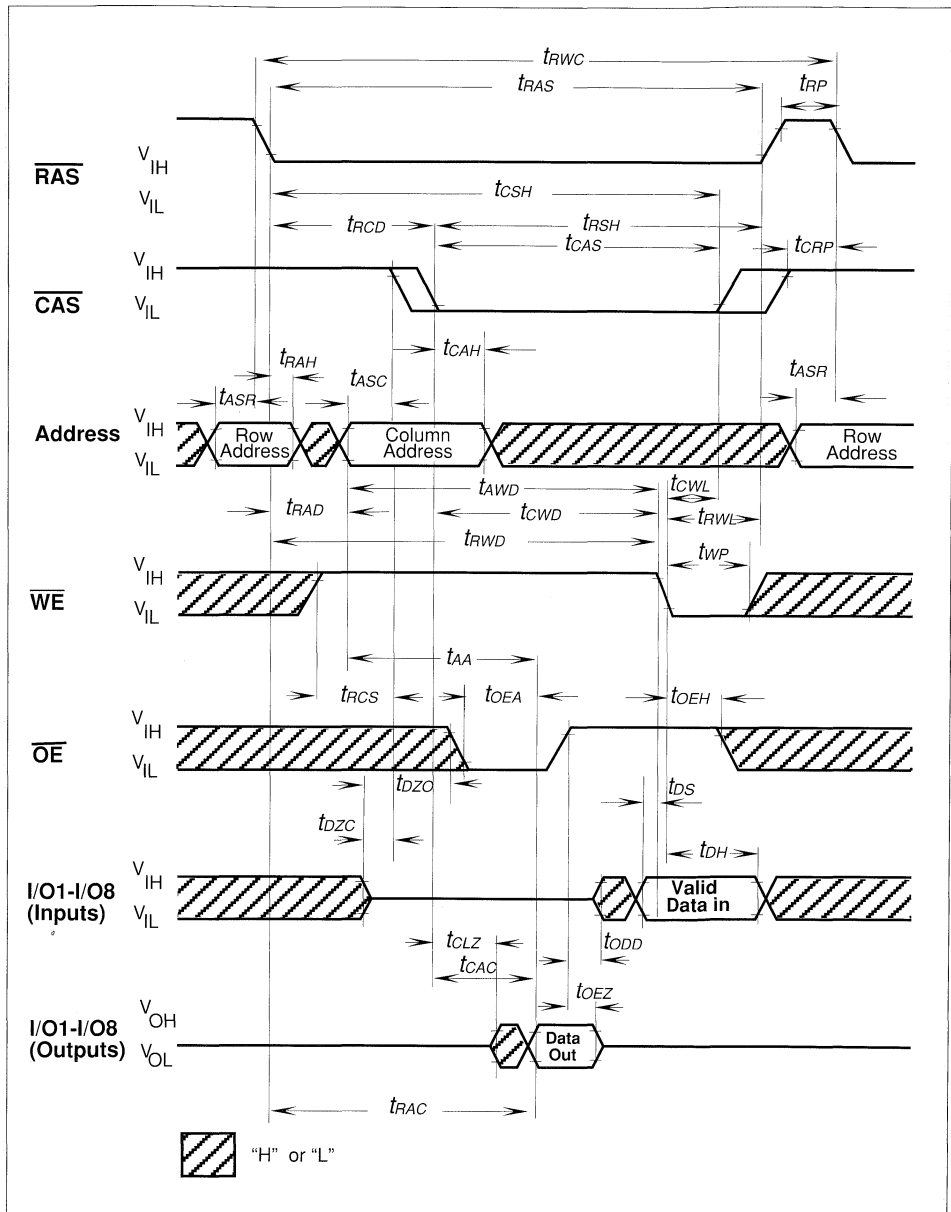 tRWC
tRAS
tRP
VIH
RAS
VIL
tCSH
tRCD
tRSH
tCAS
tCRP
VIH
CAS
VIL
tRAH
tCAH
tASR
tASC
tASR
Address
VIH
VIL
Row Address
Column Address
Row Address
tAWD
tCWL
tRAD
tCWD
tRWL
tRWD
tWP
VIH
WE
VIL
tAA
tRCS
tOEA
tOEH
VIH
OE
VIL
tDZO
tDS
tDZC
tDH
I/O1-I/O8
(Inputs)
VIH
VIL
Valid
Data in
tCLZ
tODD
tCAC
tOEZ
I/O1-I/O8
(Outputs)
VOH
VOL
Data
Out
tRAC
"H" or "L"